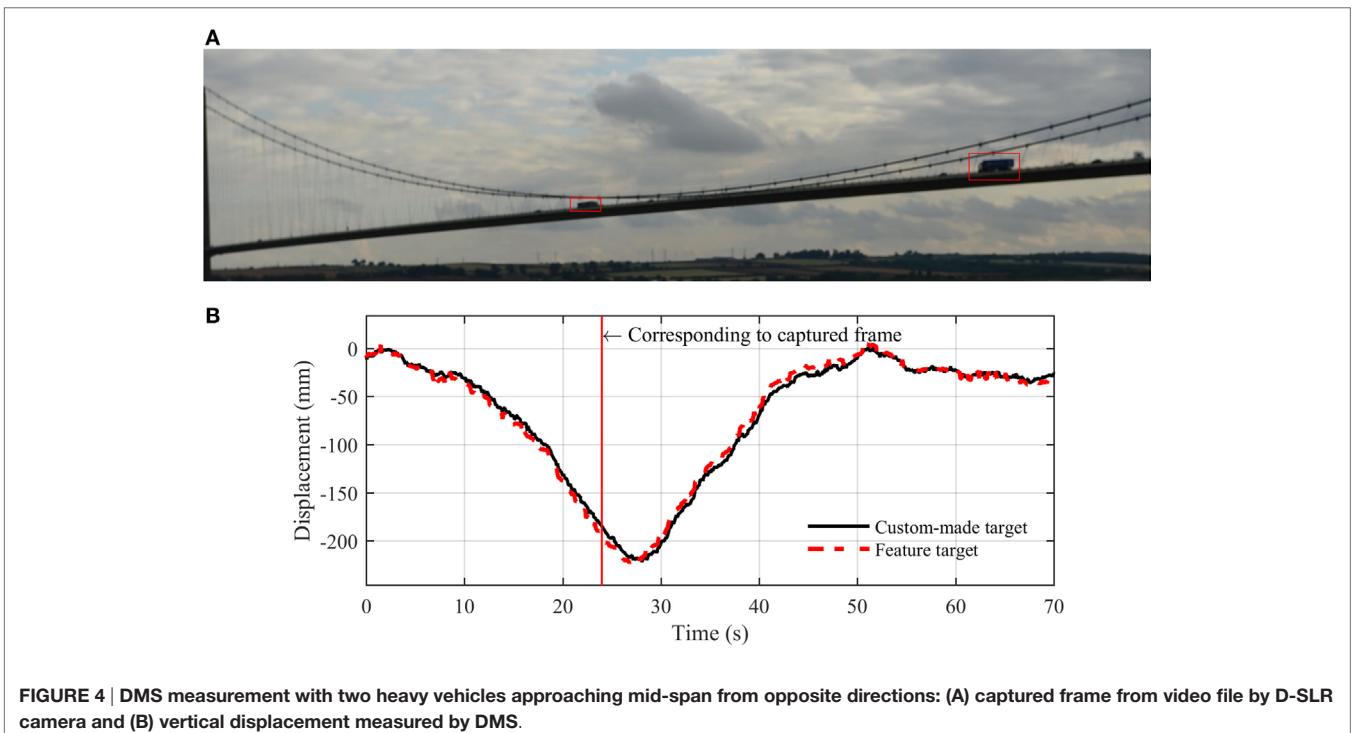 A
B
← Corresponding to captured frame
0
-50
-100
-150
-200
Displacement (mm)
Custom-made target
Feature target
0 10 20 30 40 50 60 70
Time (s)
FIGURE 4 | DMS measurement with two heavy vehicles approaching mid-span from opposite directions: (A) captured frame from video file by D-SLR
camera and (B) vertical displacement measured by DMS.